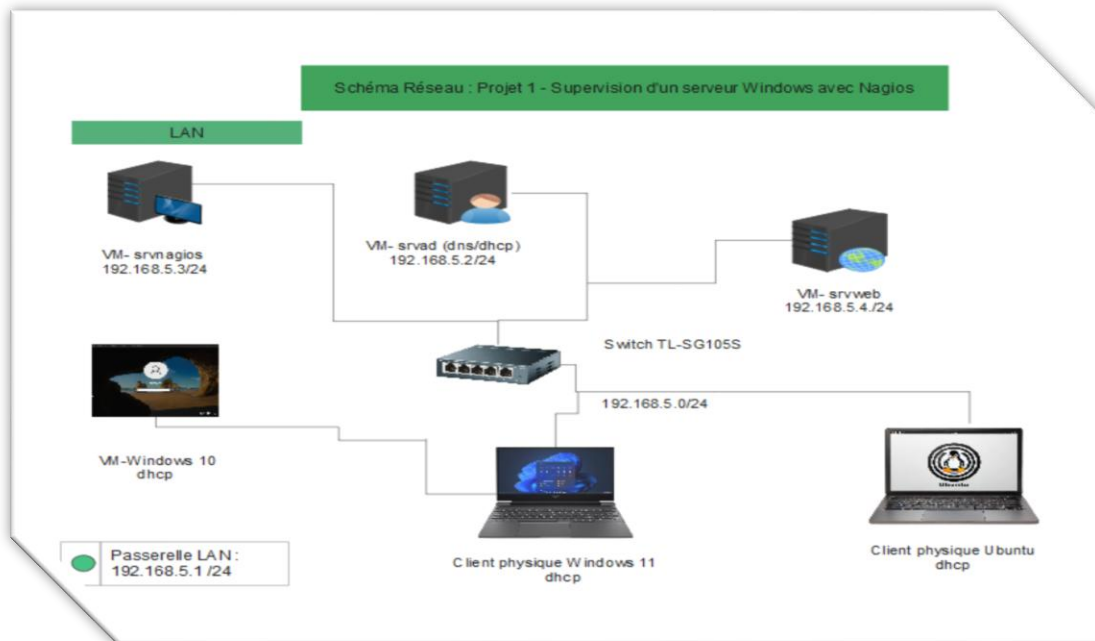 Schéma Réseau : Projet 1 - Supervision d'un serveur Windows avec Nagios
LAN
VM- srvnagios
192.168.5.3/24
VM- srvad (dns/dhcp)
192.168.5.2/24
VM- srvweb
192.168.5.4./24
Switch TL-SG105S
192.168.5.0/24
VM-Windows 10
dhcp
Client physique Windows 11
dhcp
Ubuntu
Client physique Ubuntu
dhcp
Passerelle LAN :
192.168.5.1 /24